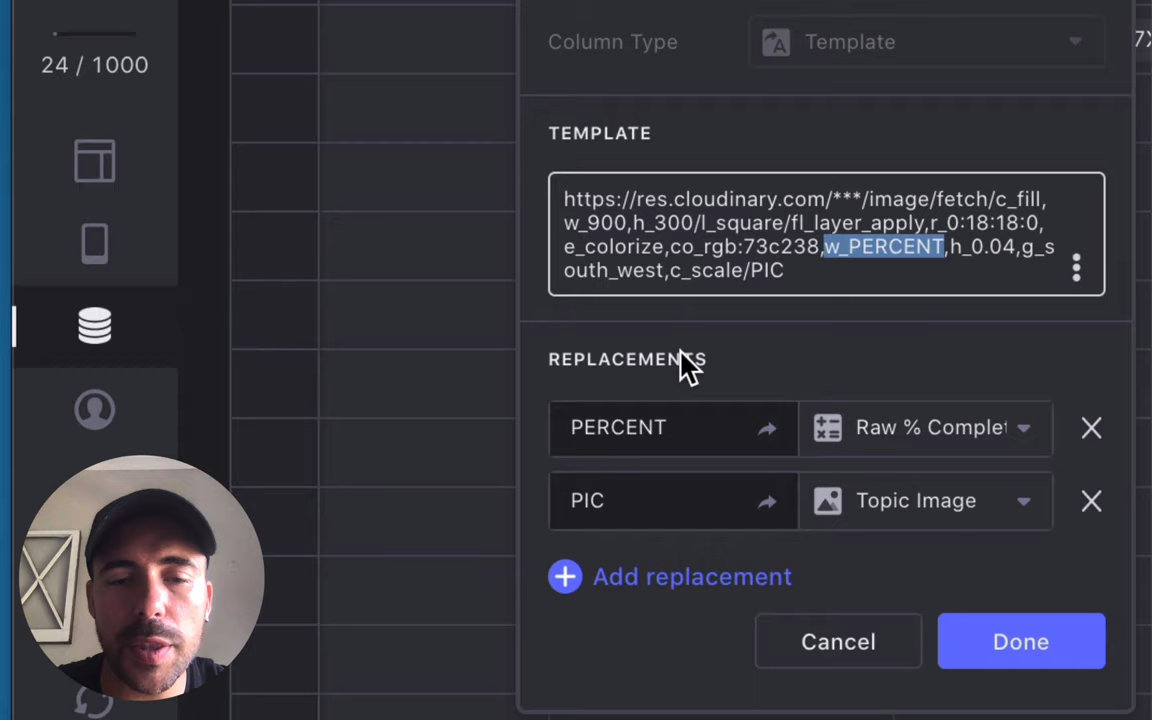 24 / 1000
Column Type
Template
TEMPLATE
https://res.cloudinary.com/***/image/fetch/c_fill,
w_900,h_300/l_square/fl_layer_apply,r_0:18:18:0,
e_colorize,co_rgb:73c238,w_PERCENT,h_0.04,g_s
outh_west,c_scale/PIC
REPLACEMENTS
PERCENT
Raw % Complet
PIC
Topic Image
Add replacement
Cancel
Done